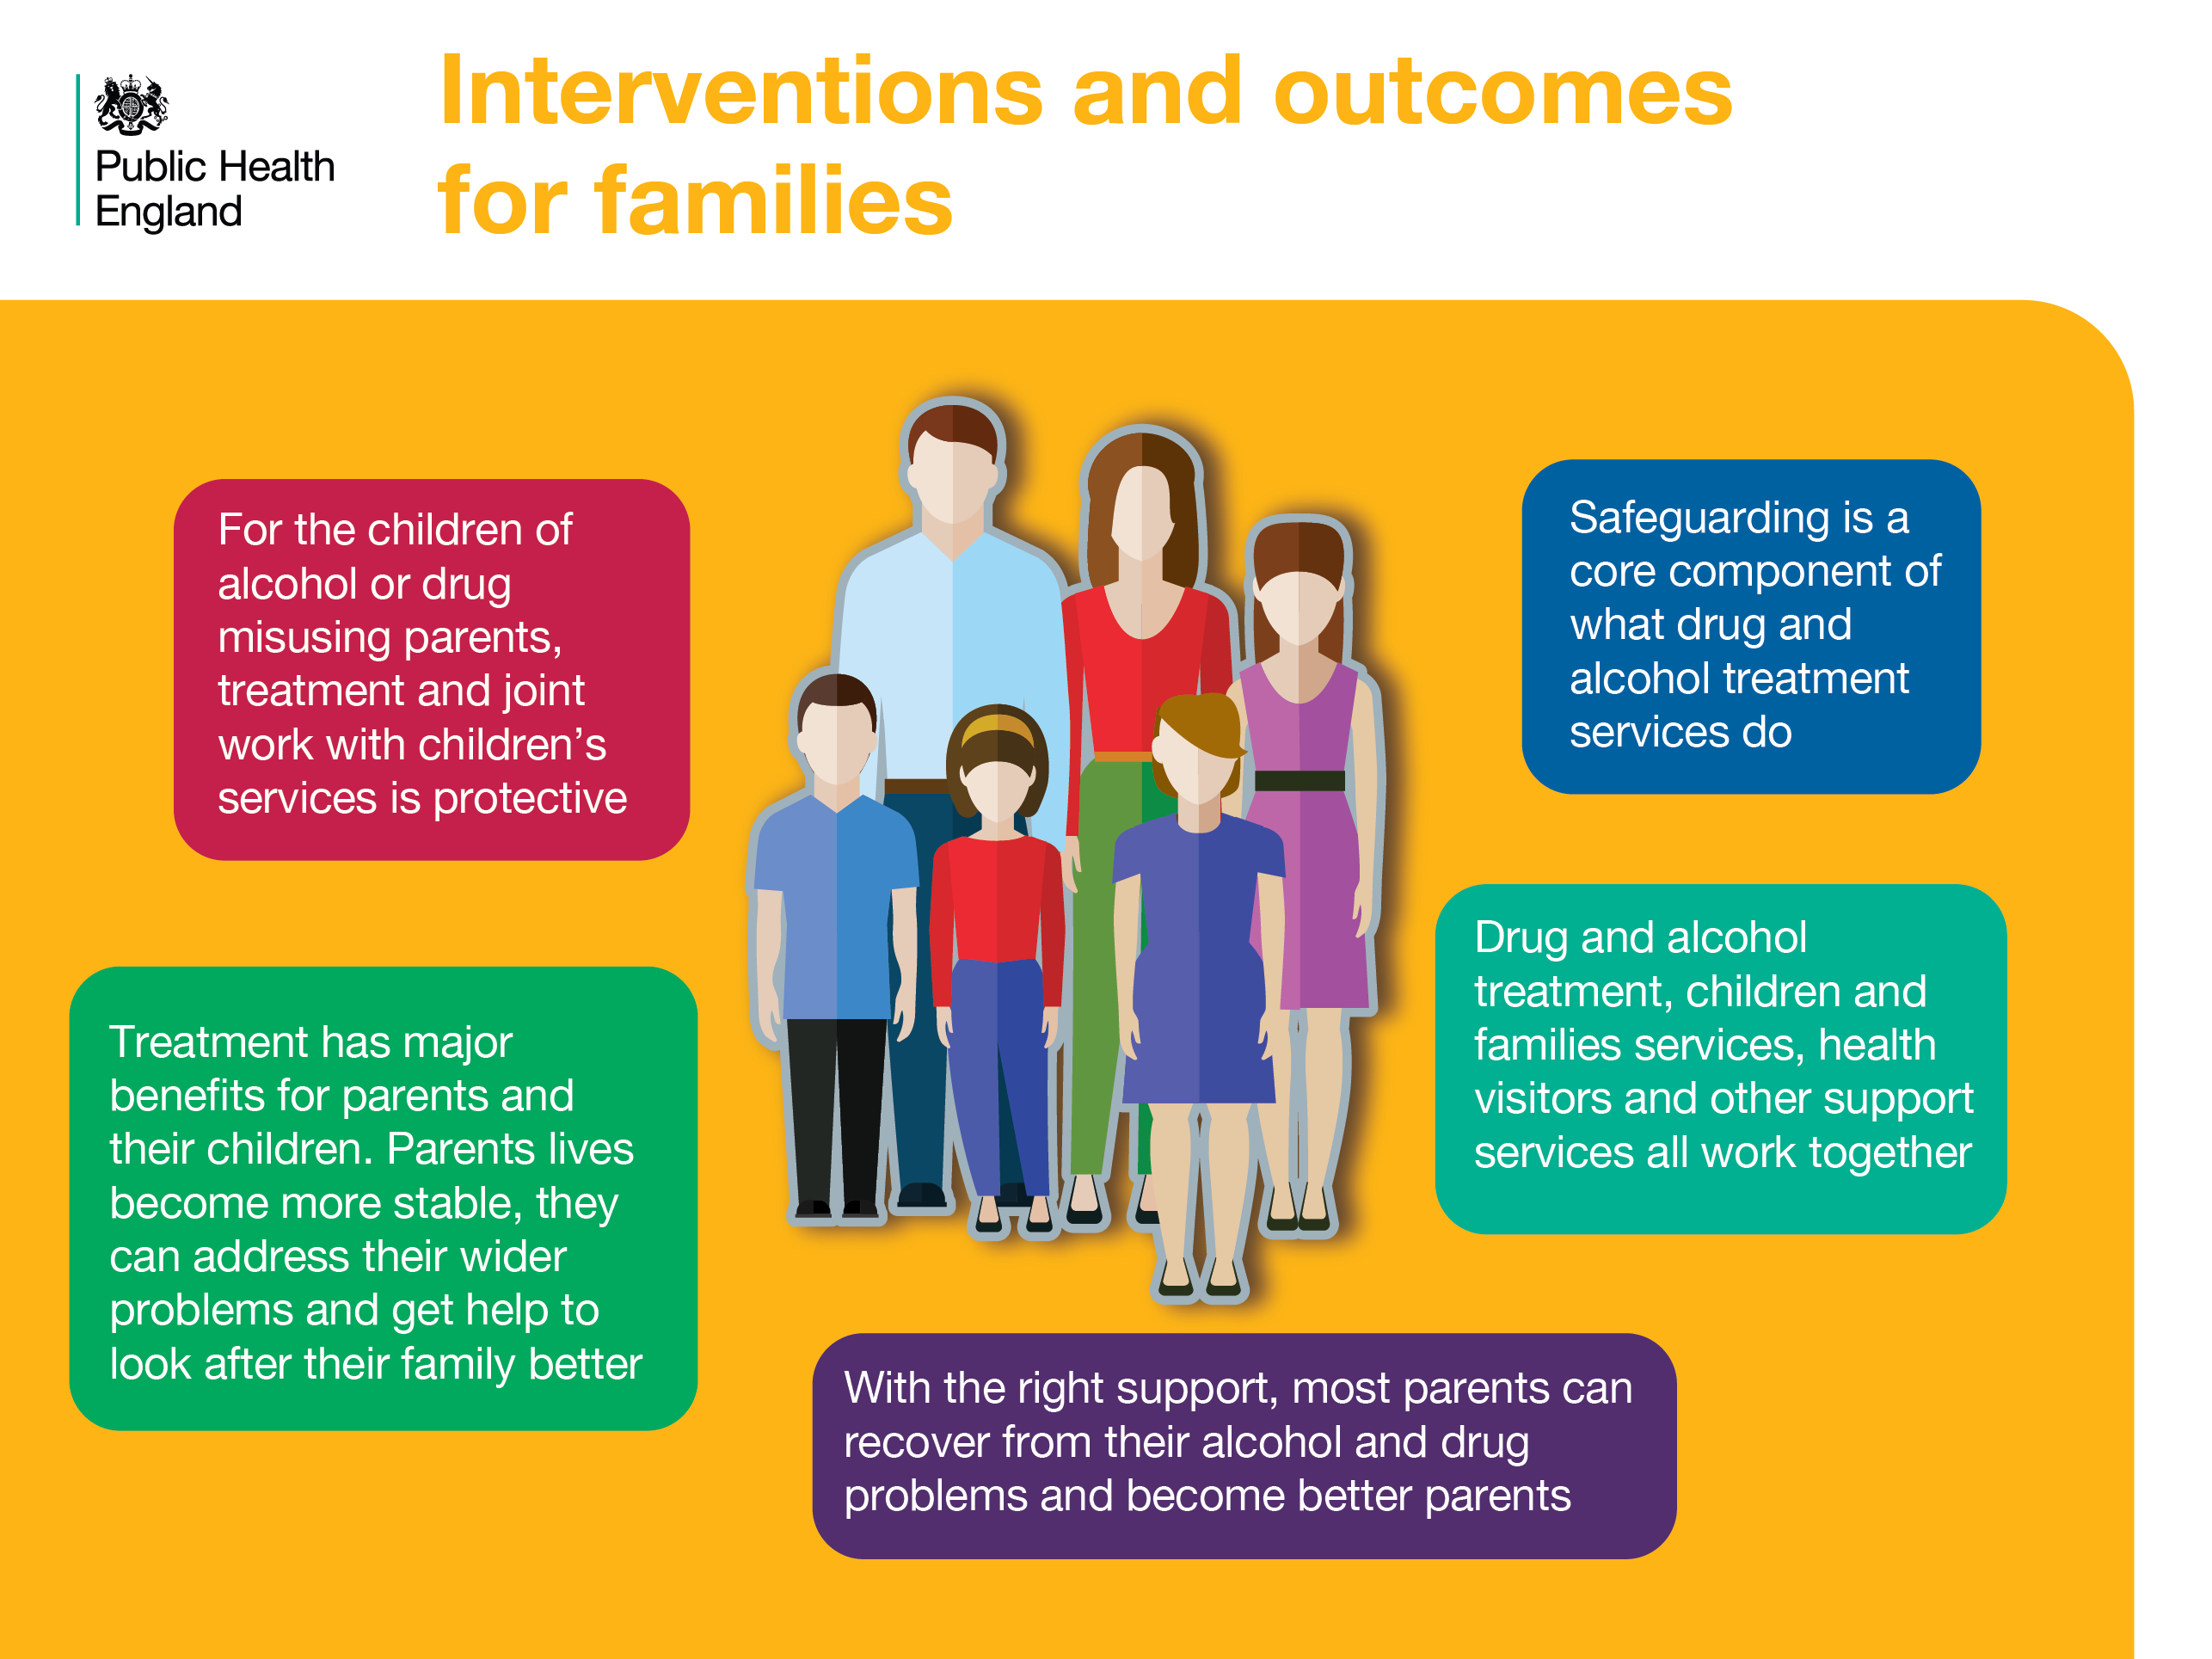 Public Health
England
Interventions and outcomes
for families
For the children of
alcohol or drug
misusing parents,
treatment and joint
work with children’s
services is protective
Safeguarding is a
core component of
what drug and
alcohol treatment
services do
Treatment has major
benefits for parents and
their children. Parents lives
become more stable, they
can address their wider
problems and get help to
look after their family better
Drug and alcohol
treatment, children and
families services, health
visitors and other support
services all work together
With the right support, most parents can
recover from their alcohol and drug
problems and become better parents